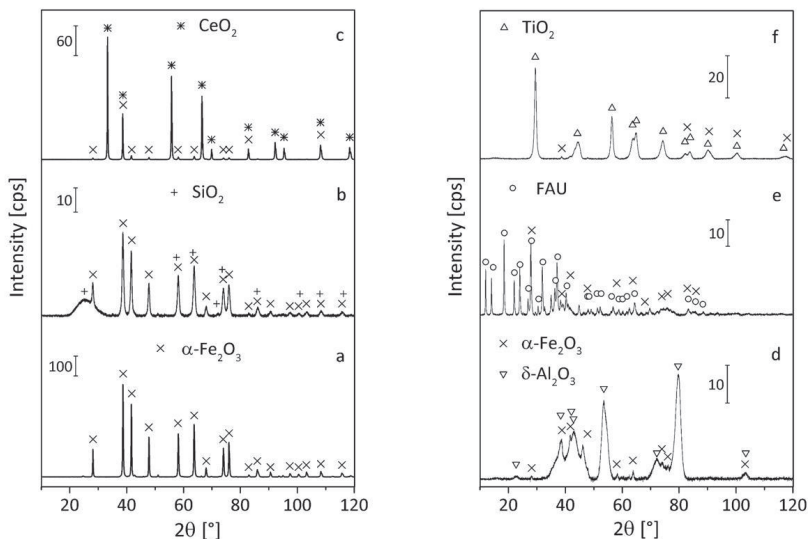 60
CeO₂
c
10
SiO₂
b
100
α-Fe₂O₃
a
Intensity [cps]
20 40 60 80 100 120
2θ [°]
TiO₂
f
20
FAU
e
10
α-Fe₂O₃
d
δ-Al₂O₃
10
Intensity [cps]
20 40 60 80 100 120
2θ [°]